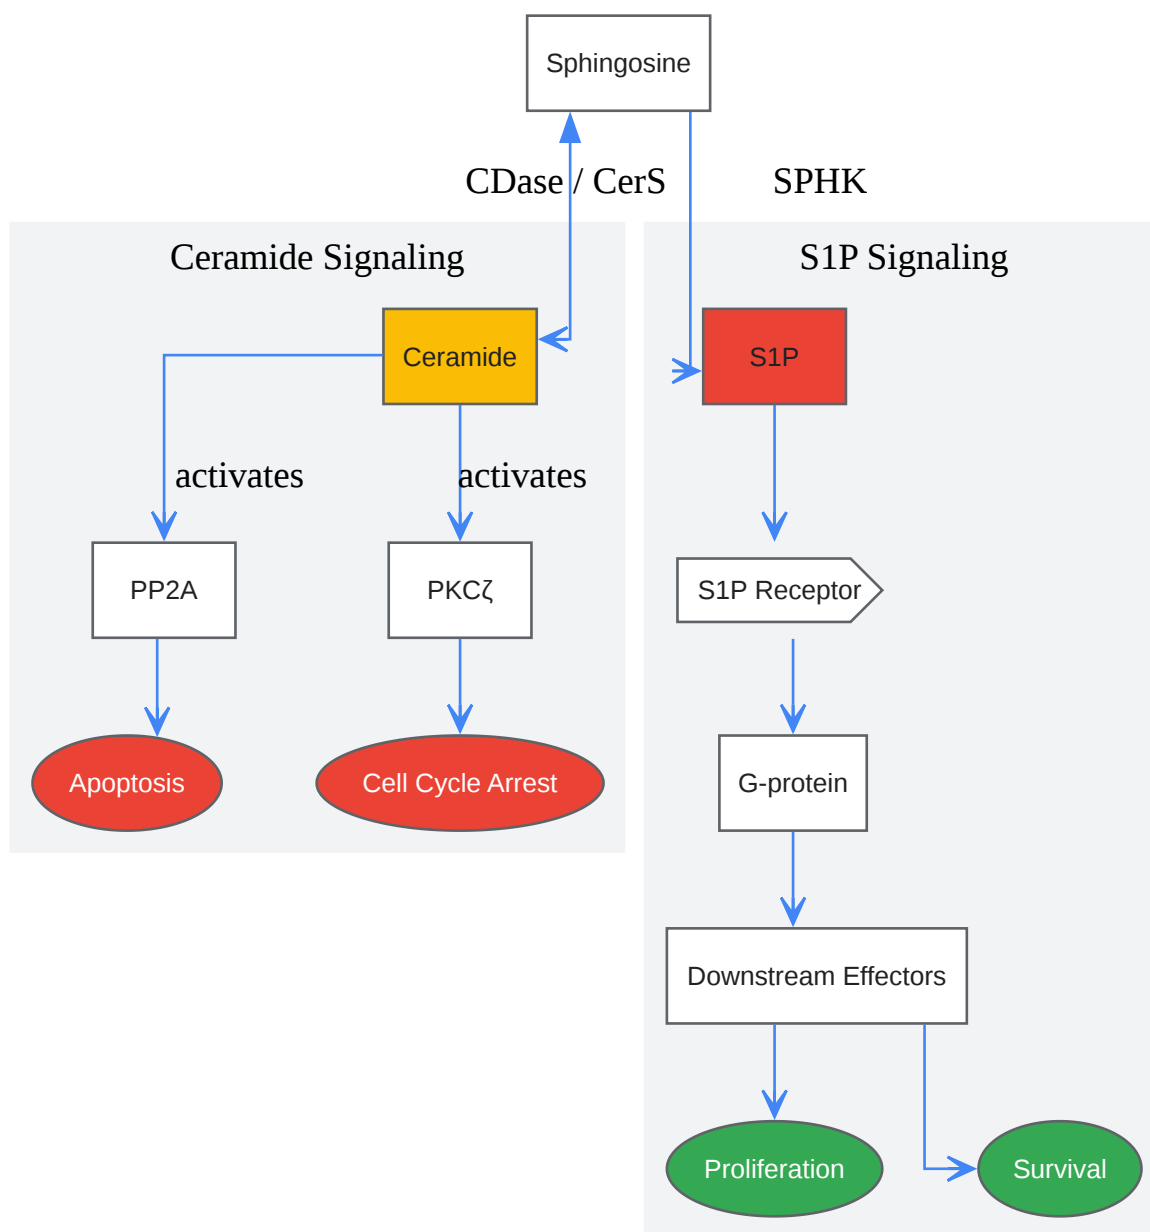 Sphingosine
CDase / CerS
SPHK
Ceramide Signaling
S1P Signaling
Ceramide
S1P
activates
activates
PP2A
PKCζ
S1P Receptor
Apoptosis
Cell Cycle Arrest
G-protein
Downstream Effectors
Proliferation
Survival